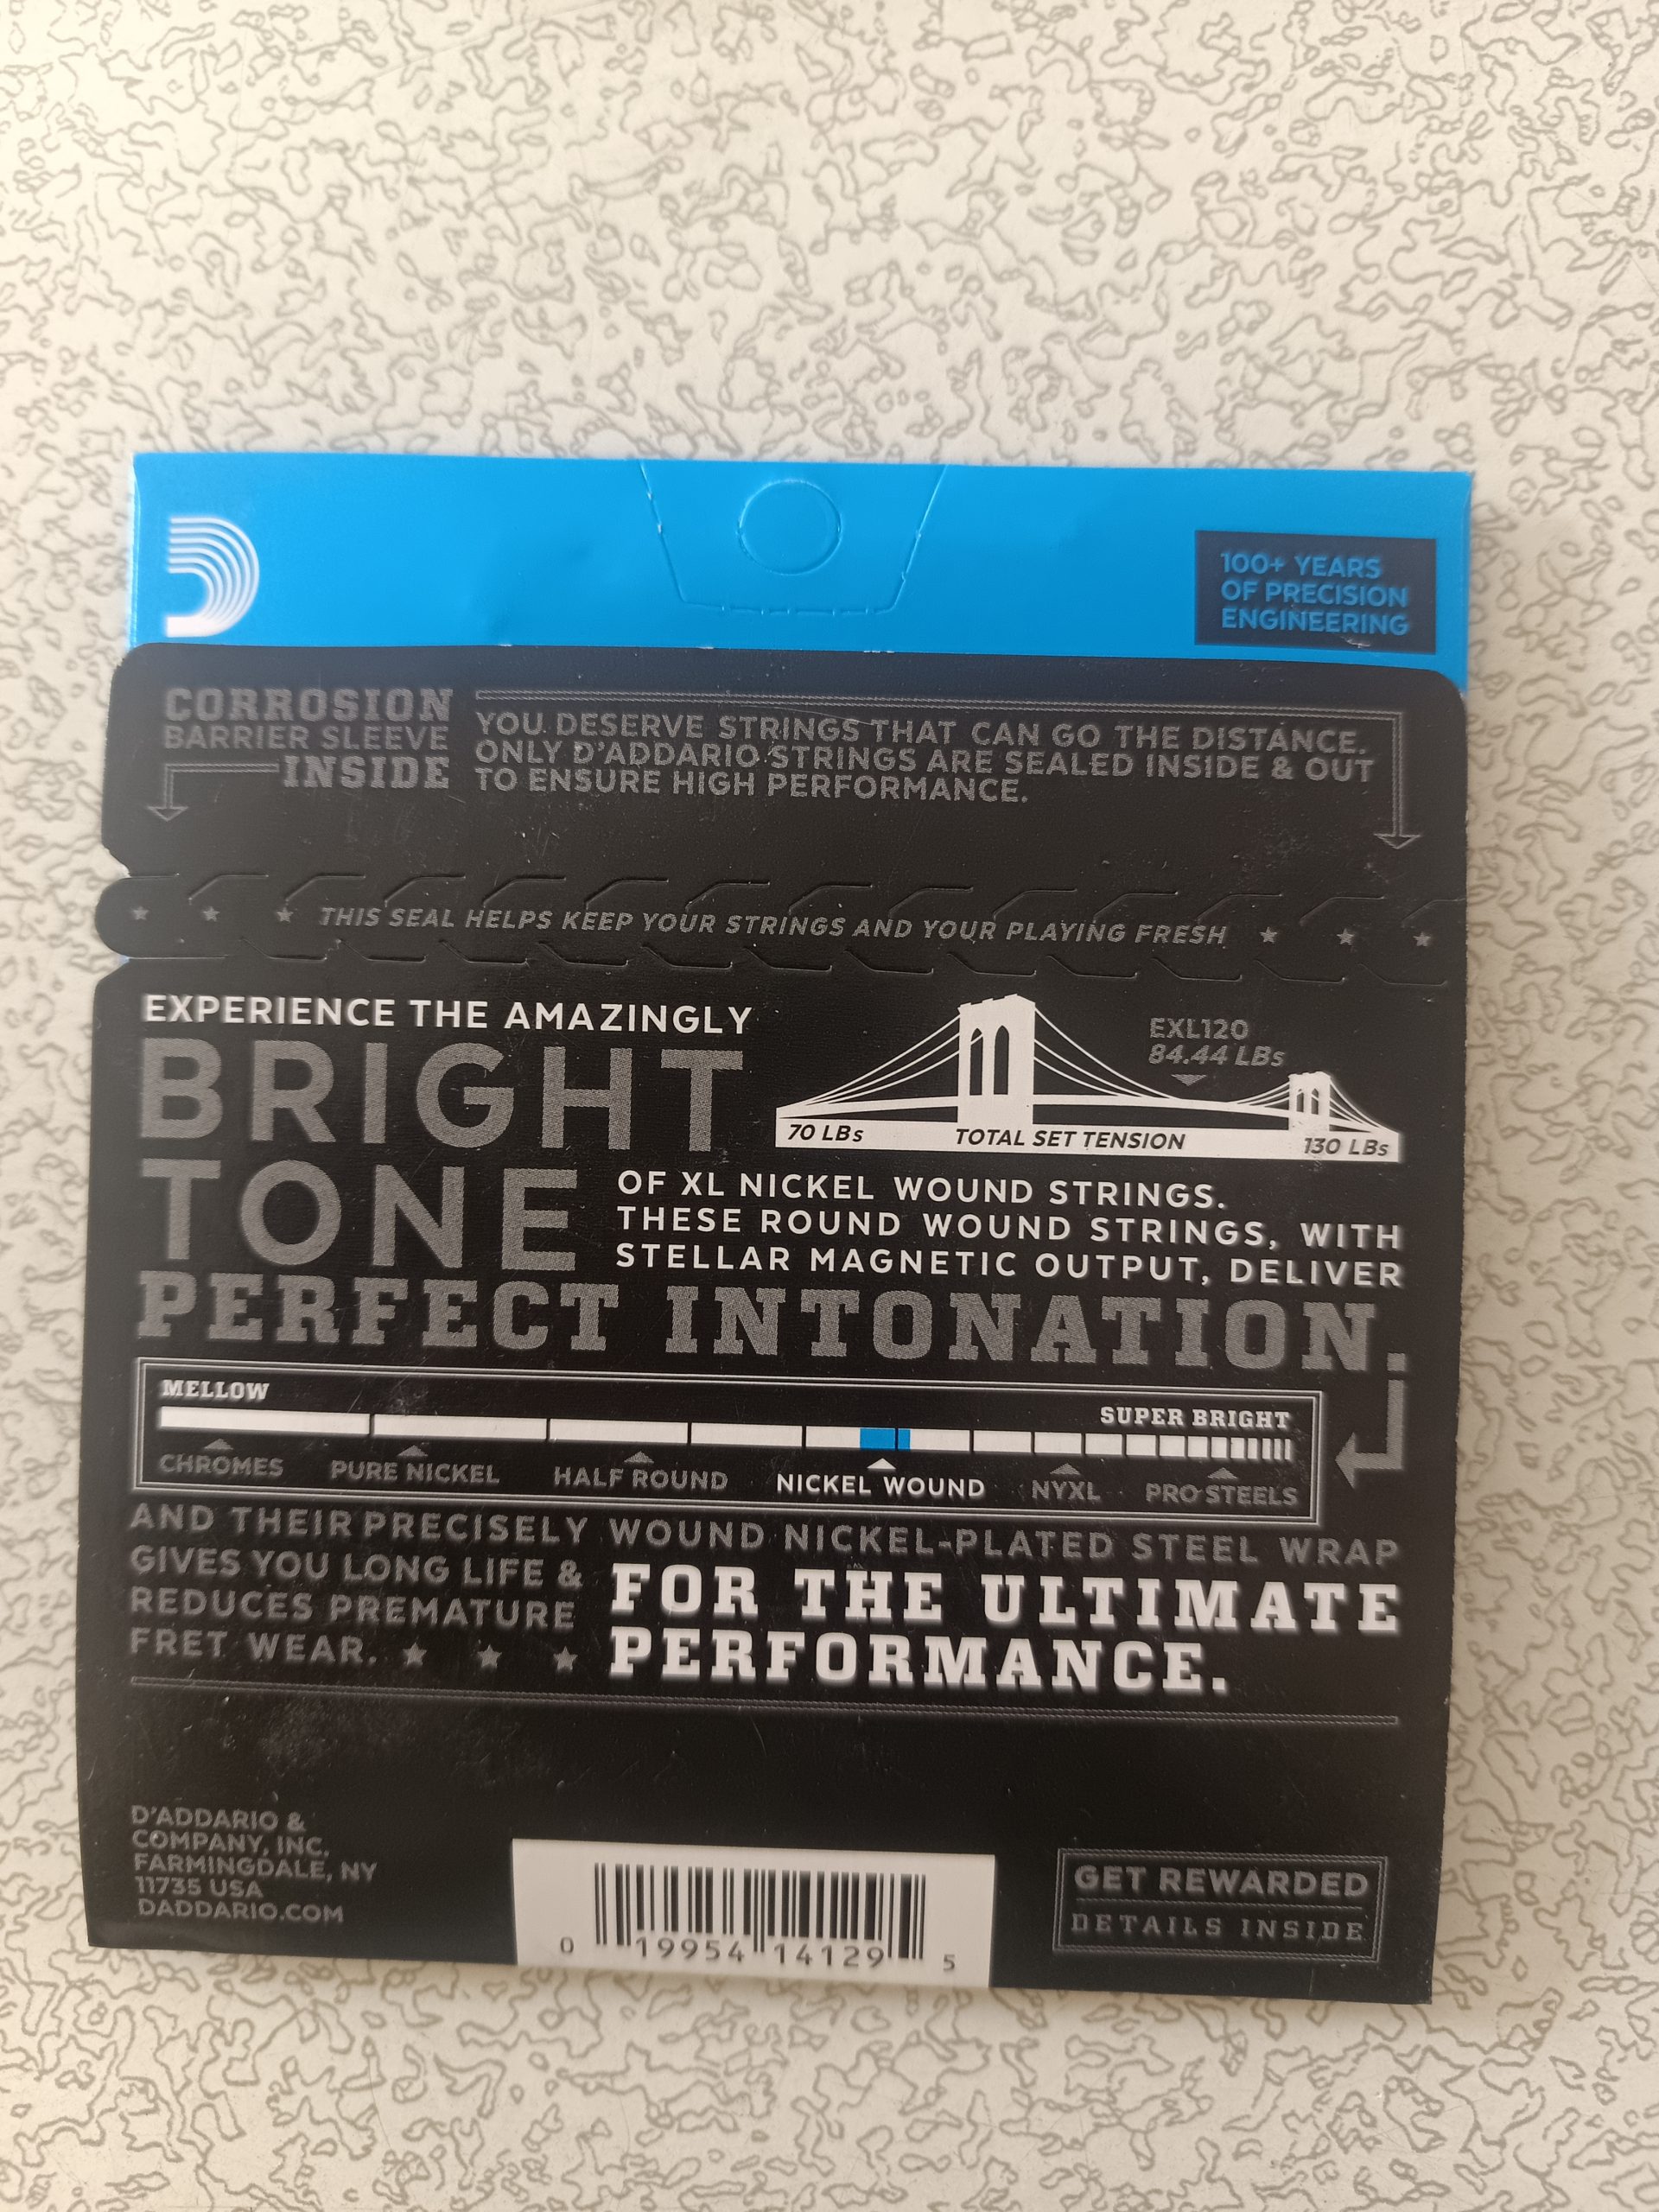 100+ YEARS
OF PRECISION
ENGINEERING
CORROSION
BARRIER SLEEVE
INSIDE
YOU DESERVE STRINGS THAT CAN GO THE DISTANCE.
ONLY D'ADDARIO STRINGS ARE SEALED INSIDE & OUT
TO ENSURE HIGH PERFORMANCE.
THIS SEAL HELPS KEEP YOUR STRINGS AND YOUR PLAYING FRESH
EXPERIENCE THE AMAZINGLY
BRIGHT
TONE
EXL120
84.44 LBs
70 LBs TOTAL SET TENSION 130 LBs
OF XL NICKEL WOUND STRINGS.
THESE ROUND WOUND STRINGS, WITH
STELLAR MAGNETIC OUTPUT, DELIVER
PERFECT INTONATION.
MELLOW
SUPER BRIGHT
CHROMES PURE NICKEL HALF ROUND NICKEL WOUND NYXL PRO STEELS
AND THEIR PRECISELY WOUND NICKEL-PLATED STEEL WRAP
GIVES YOU LONG LIFE &
REDUCES PREMATURE
FRET WEAR.
FOR THE ULTIMATE
PERFORMANCE.
D'ADDARIO &
COMPANY, INC.
FARMINGDALE, NY
11735 USA
DADDARIO.COM
0 19954 14129 5
GET REWARDED
DETAILS INSIDE